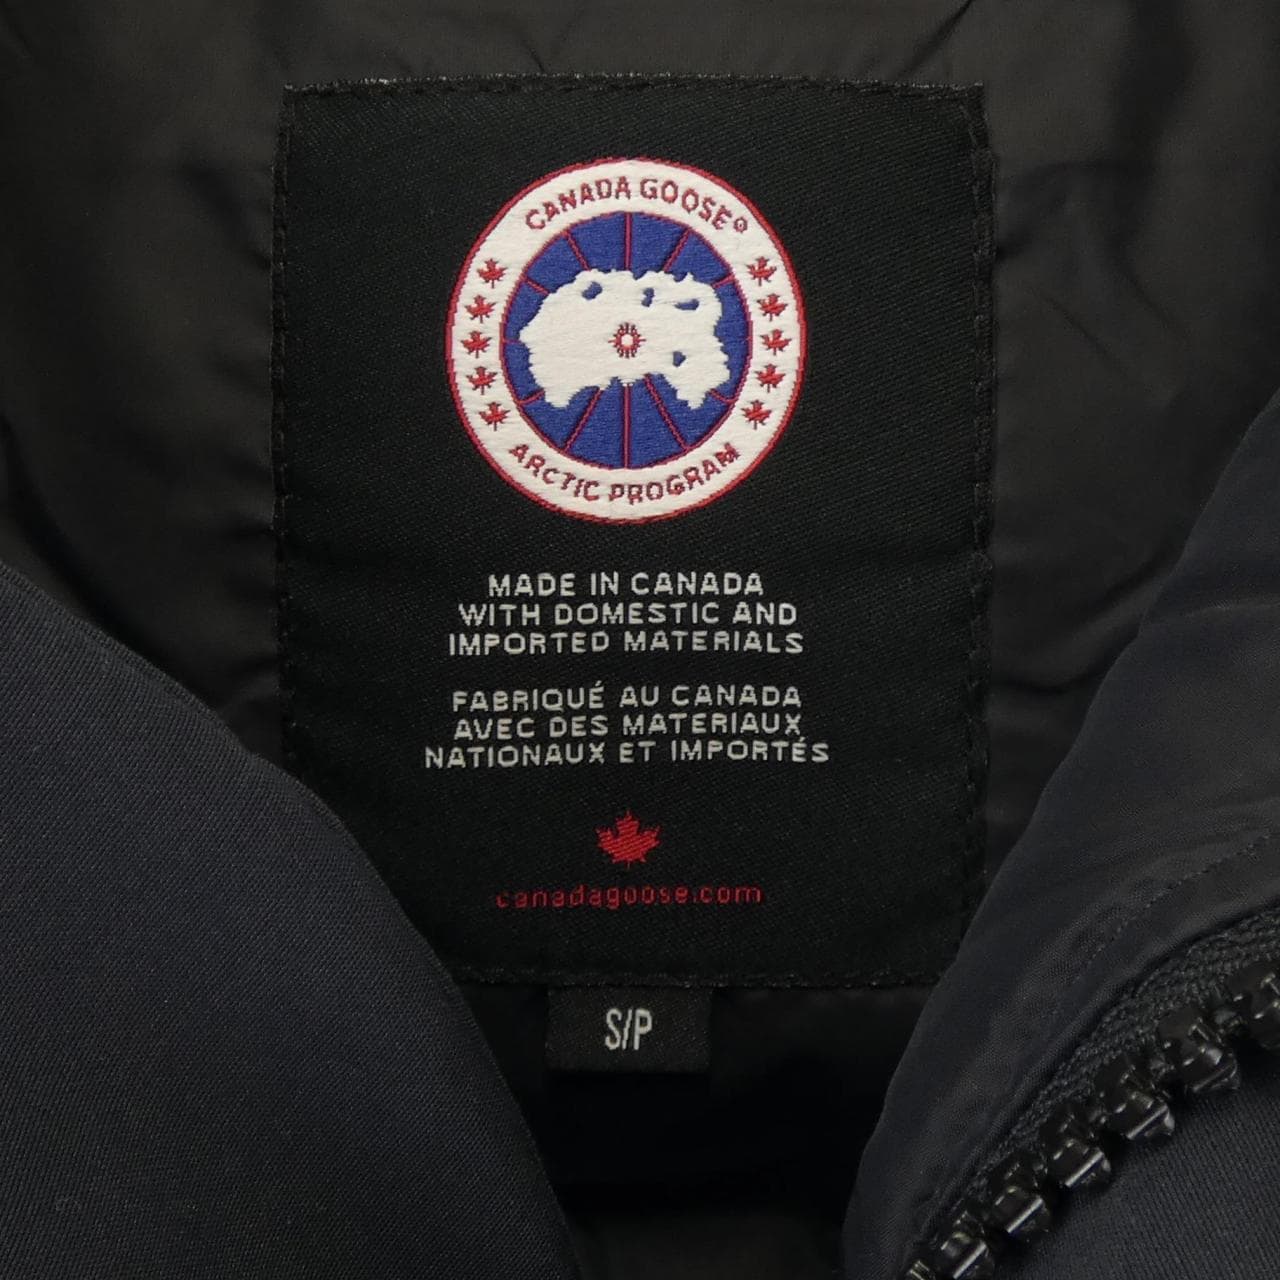 CANADA GOOSE®
ARCTIC PROGRAM
MADE IN CANADA
WITH DOMESTIC AND
IMPORTED MATERIALS
FABRIQUÉ AU CANADA
AVEC DES MATERIAUX
NATIONAUX ET IMPORTÉS
canadagoose.com
S/P